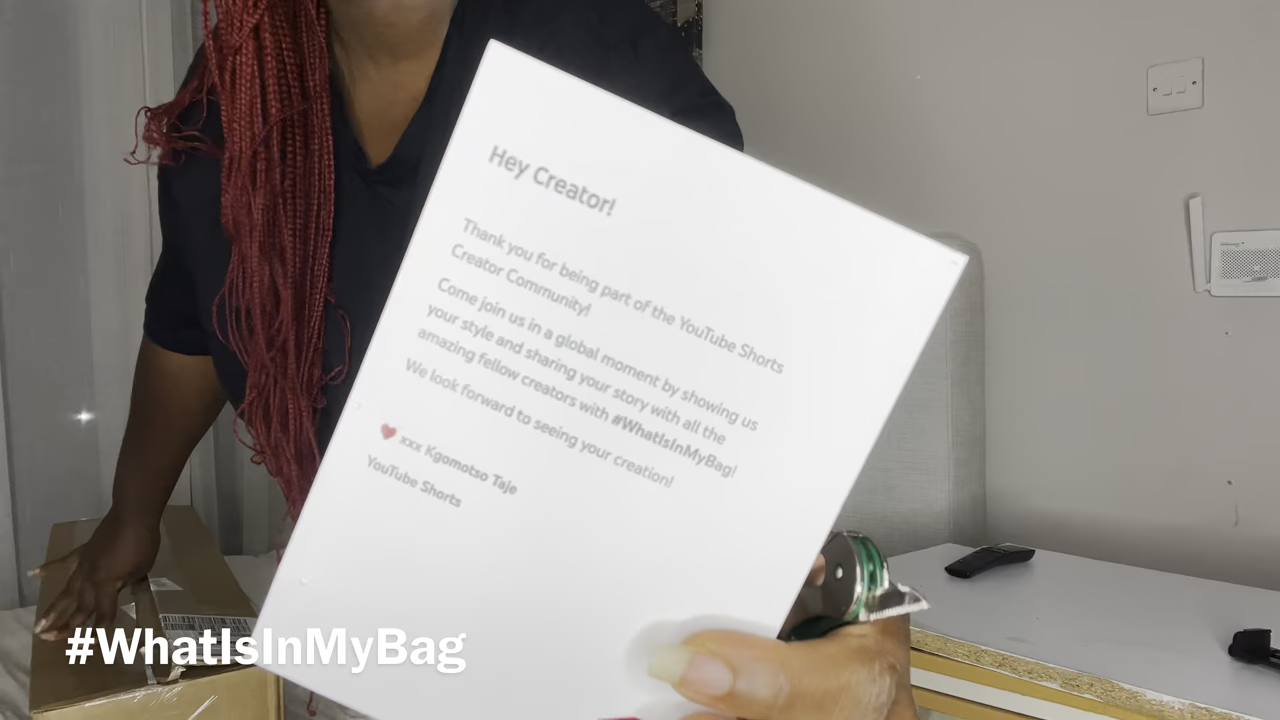 Hey Creator!
Thank you for being part of the YouTube Shorts
Creator Community!
Come join us in a global moment by showing us
your style and sharing your story with all the
amazing fellow creators with #WhatIsInMyBag!
We look forward to seeing your creation!
❤️ xxx Kgomotso Taje
YouTube Shorts
#WhatIsInMyBag